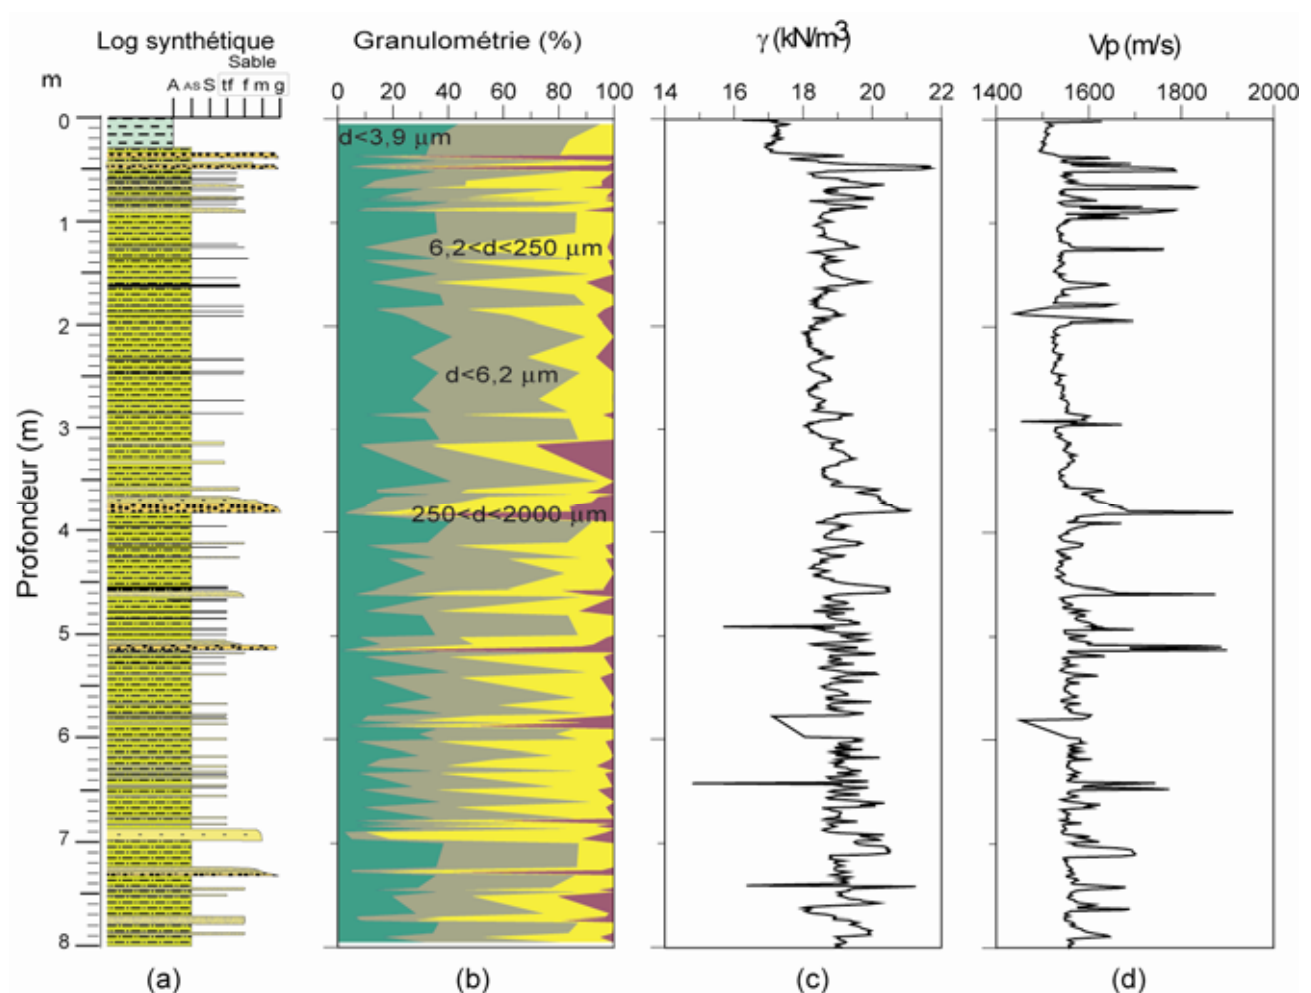 Log synthétique
Sable
m
A AS S tf f m g
Granulométrie (%)
0 20 40 60 80 100
γ (kN/m³)
14 16 18 20 22
Vp (m/s)
1400 1600 1800 2000
Profondeur (m)
0
1
2
3
4
5
6
7
8
d<3,9 µm
6,2<d<250 µm
d<6,2 µm
250<d<2000 µm
(a)
(b)
(c)
(d)